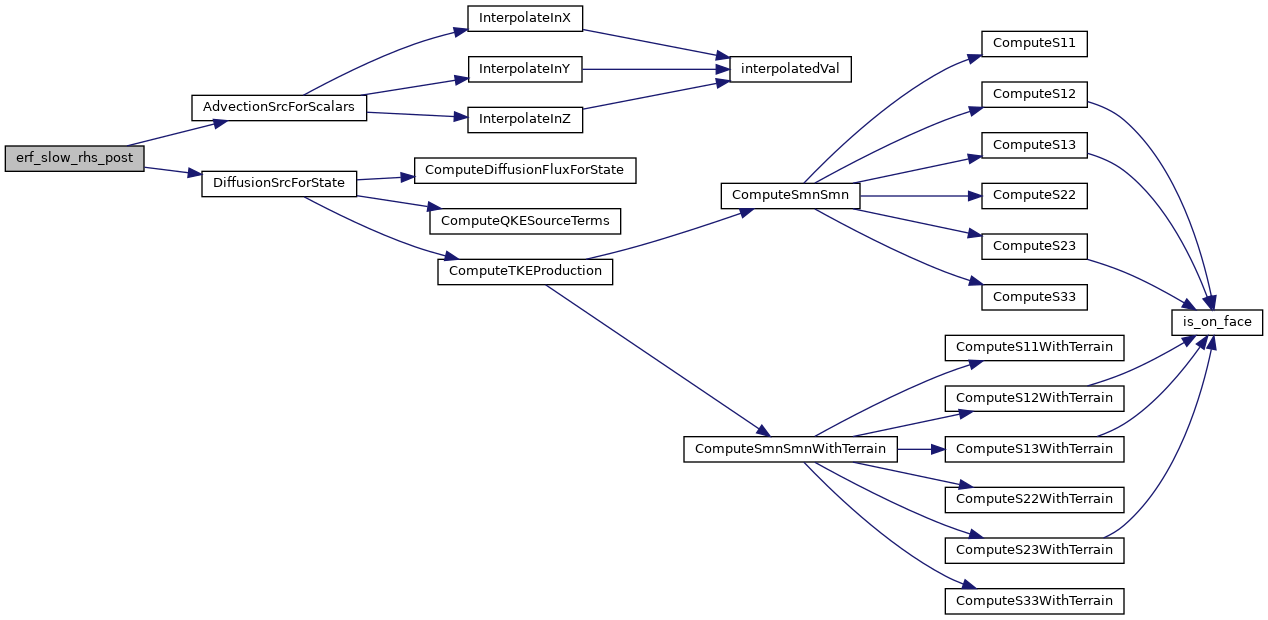 erf_slow_rhs_post
AdvectionSrcForScalars
DiffusionSrcForState
InterpolateInX
InterpolateInY
InterpolateInZ
ComputeDiffusionFluxForState
ComputeQKESourceTerms
ComputeTKEProduction
interpolatedVal
ComputeSmnSmn
ComputeSmnSmnWithTerrain
ComputeS11
ComputeS12
ComputeS13
ComputeS22
ComputeS23
ComputeS33
ComputeS11WithTerrain
ComputeS12WithTerrain
ComputeS13WithTerrain
ComputeS22WithTerrain
ComputeS23WithTerrain
ComputeS33WithTerrain
is_on_face